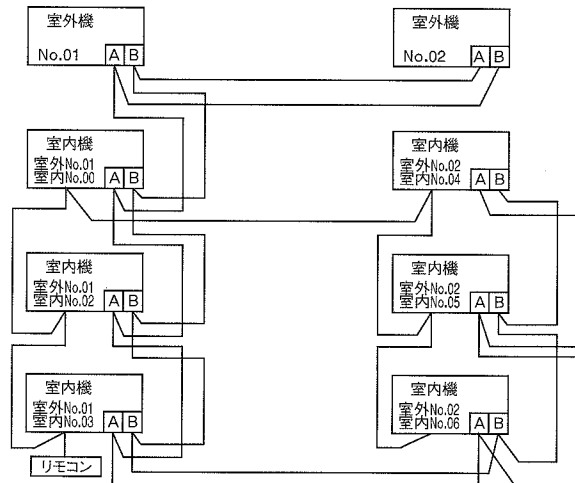 室外機
No.01 A B
室外機
No.02 A B
室内機
室外No.01
室内No.00 A B
室内機
室外No.02
室内No.04 A B
室内機
室外No.01
室内No.02 A B
室内機
室外No.02
室内No.05 A B
室内機
室外No.01
室内No.03 A B
室内機
室外No.02
室内No.06 A B
リモコン